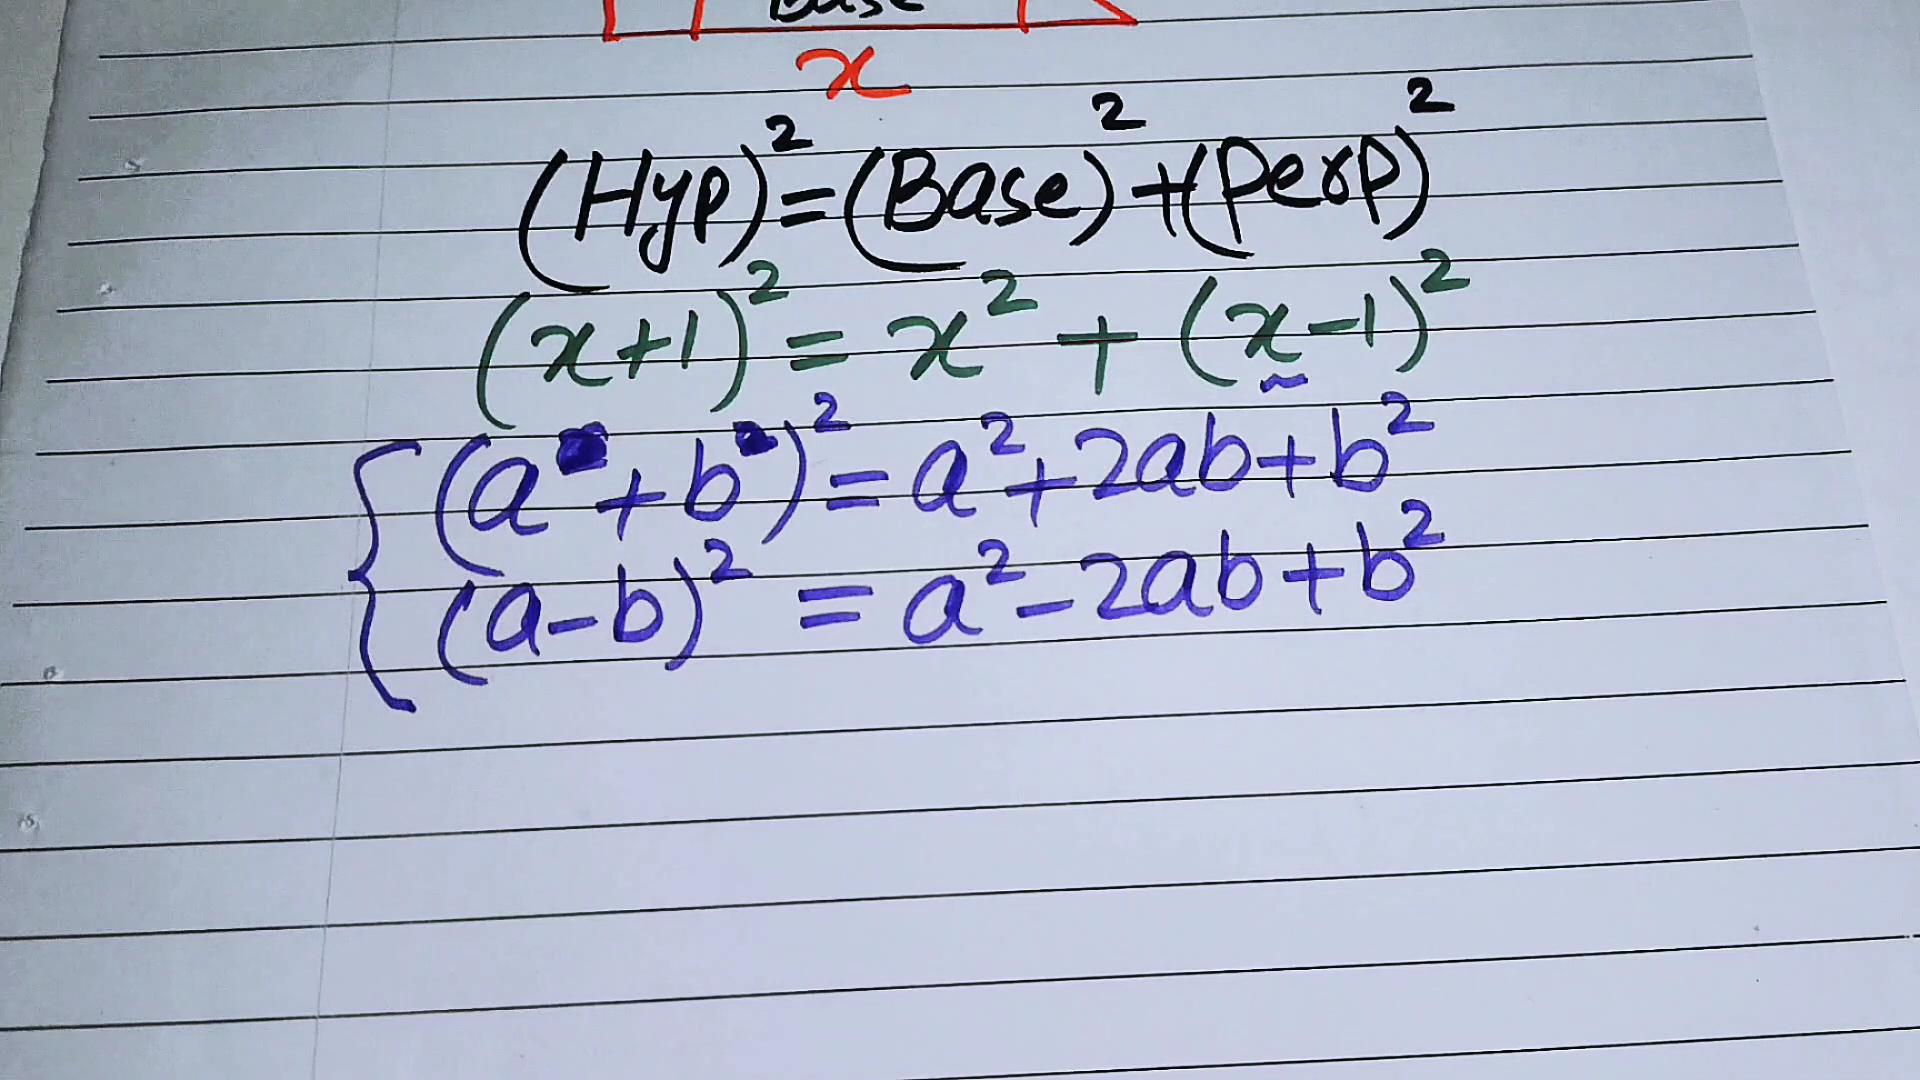 Base
x
(Hyp)² = (Base)² + (Perp)²
(x+1)² = x² + (x-1)²
(a + b)² = a² + 2ab + b²
(a-b)² = a² - 2ab + b²